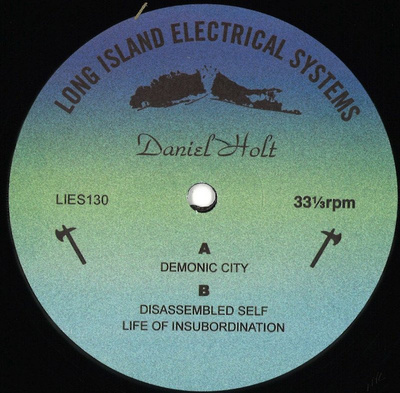 LONG ISLAND ELECTRICAL SYSTEMS
Daniel Holt
LIES130
33⅓rpm
A
DEMONIC CITY
B
DISASSEMBLED SELF
LIFE OF INSUBORDINATION